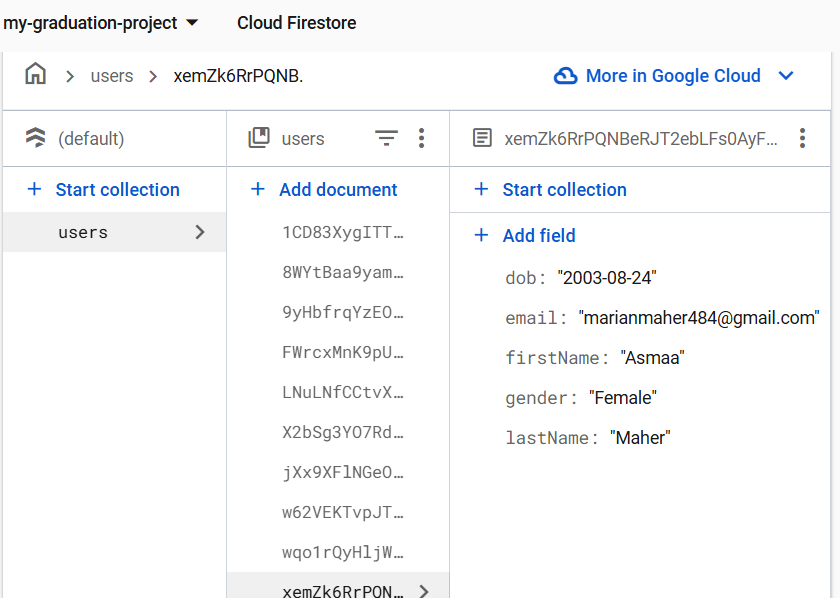 my-graduation-project Cloud Firestore
users xemZk6RrPQNB. More in Google Cloud
(default) users xemZk6RrPQNBeRJT2ebLFs0AyF…
+ Start collection + Add document + Start collection
users
+ Add field
1CD83XygITT…
8WYtBaa9yam…
9yHbfrqYzEO…
FWrcxMnK9pU…
LNuLNfCCtvX…
X2bSg3YO7Rd…
jXx9XFlNGeO…
w62VEKTvpJT…
wqo1rQyHljW…
xemZk6RrPQN…
dob: "2003-08-24"
email: "marianmaher484@gmail.com"
firstName: "Asmaa"
gender: "Female"
lastName: "Maher"